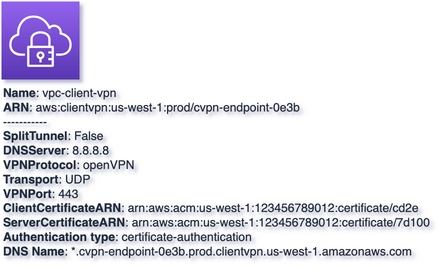 Name: vpc-client-vpn
ARN: aws:clientvpn:us-west-1:prod/cvpn-endpoint-0e3b
-----------
SplitTunnel: False
DNSServer: 8.8.8.8
VPNProtocol: openVPN
Transport: UDP
VPNPort: 443
ClientCertificateARN: arn:aws:acm:us-west-1:123456789012:certificate/cd2e
ServerCertificateARN: arn:aws:acm:us-west-1:123456789012:certificate/7d100
Authentication type: certificate-authentication
DNS Name: *.cvpn-endpoint-0e3b.prod.clientvpn.us-west-1.amazonaws.com